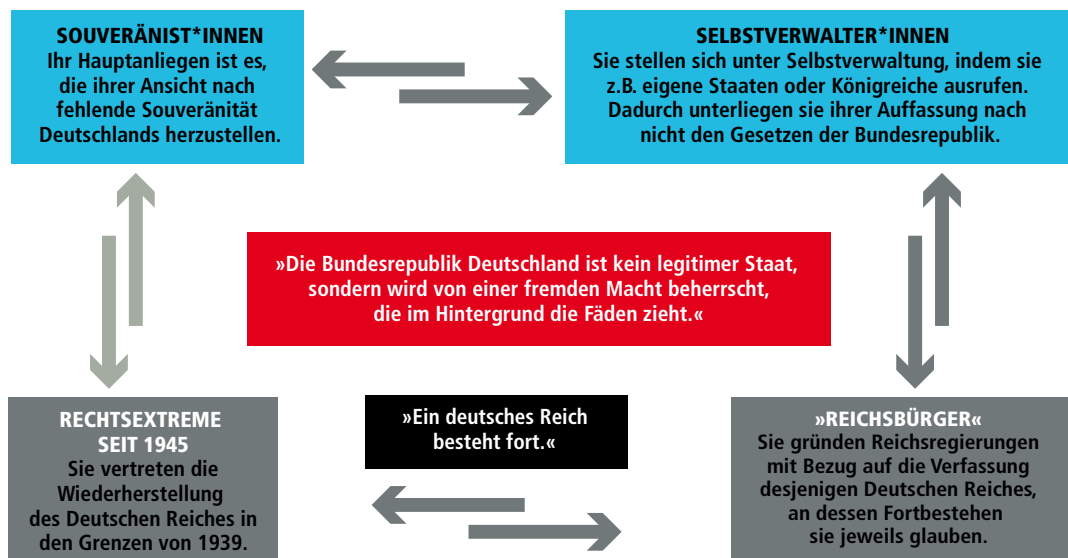 SOUVERÄNIST*INNEN
Ihr Hauptanliegen ist es,
die ihrer Ansicht nach
fehlende Souveränität
Deutschlands herzustellen.
SELBSTVERWALTER*INNEN
Sie stellen sich unter Selbstverwaltung, indem sie
z.B. eigene Staaten oder Königreiche ausrufen.
Dadurch unterliegen sie ihrer Auffassung nach
nicht den Gesetzen der Bundesrepublik.
»Die Bundesrepublik Deutschland ist kein legitimer Staat,
sondern wird von einer fremden Macht beherrscht,
die im Hintergrund die Fäden zieht.«
RECHTSEXTREME
SEIT 1945
Sie vertreten die
Wiederherstellung
des Deutschen Reiches in
den Grenzen von 1939.
»Ein deutsches Reich
besteht fort.«
»REICHSBÜRGER«
Sie gründen Reichsregierungen
mit Bezug auf die Verfassung
desjenigen Deutschen Reiches,
an dessen Fortbestehen
sie jeweils glauben.